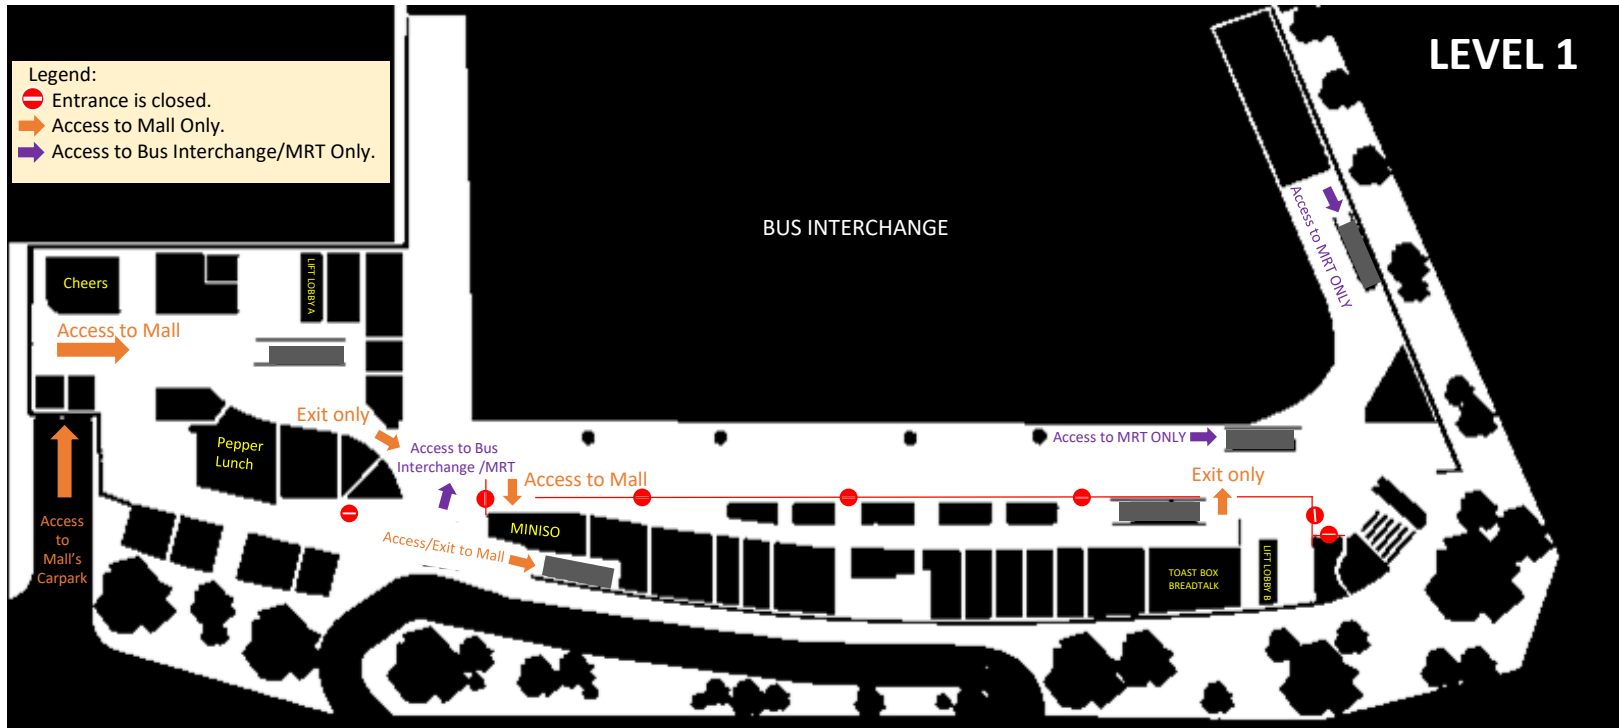 LEVEL 1
Legend:
Entrance is closed.
Access to Mall Only.
Access to Bus Interchange/MRT Only.
BUS INTERCHANGE
Access to MRT ONLY
Cheers
LIFT LOBBY A
Access to Mall
Exit only
Pepper
Lunch
Access to Bus
Interchange /MRT
Access to Mall
Access to MRT ONLY
Exit only
Access
to
Mall's
Carpark
MINISO
Access/Exit to Mall
TOAST BOX
BREADTALK
LIFT LOBBY B